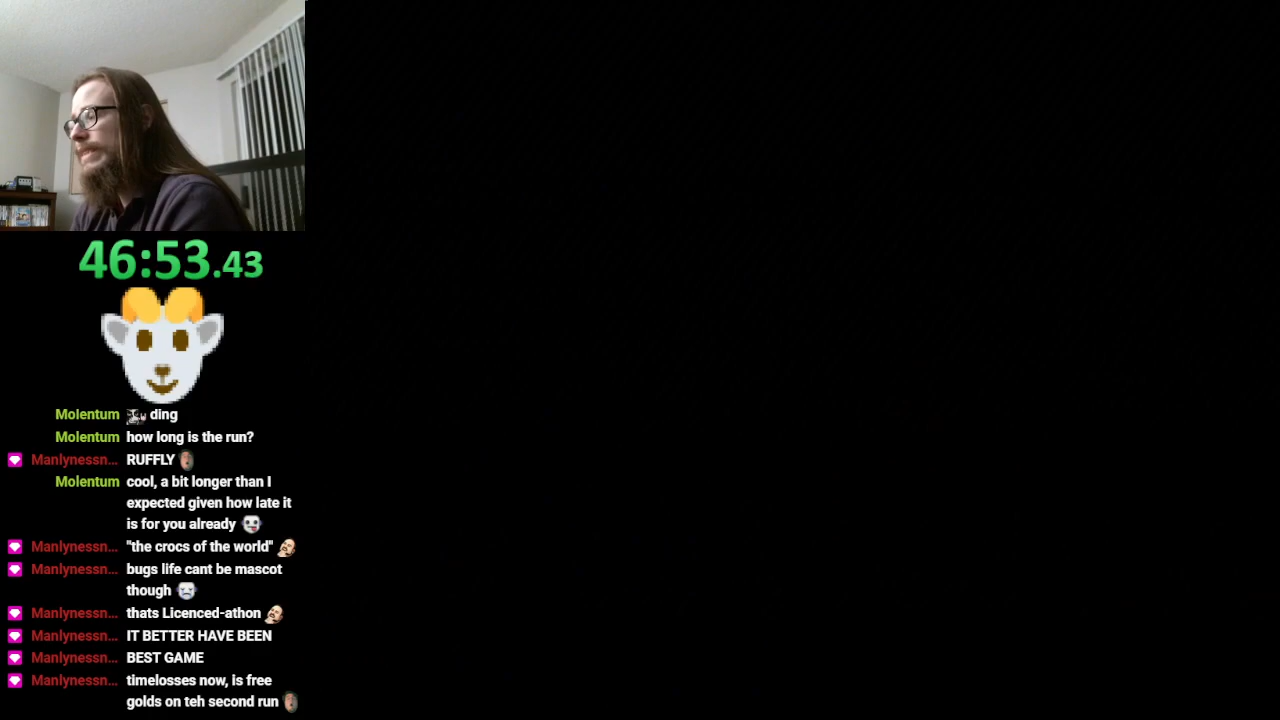 46:53.43
Molentum ding
Molentum how long is the run?
Manlynessn... RUFFLY
Molentum cool, a bit longer than I
expected given how late it
is for you already
Manlynessn... "the crocs of the world"
Manlynessn... bugs life cant be mascot
though
Manlynessn... thats Licenced-athon
Manlynessn... IT BETTER HAVE BEEN
Manlynessn... BEST GAME
Manlynessn... timelosses now, is free
golds on teh second run